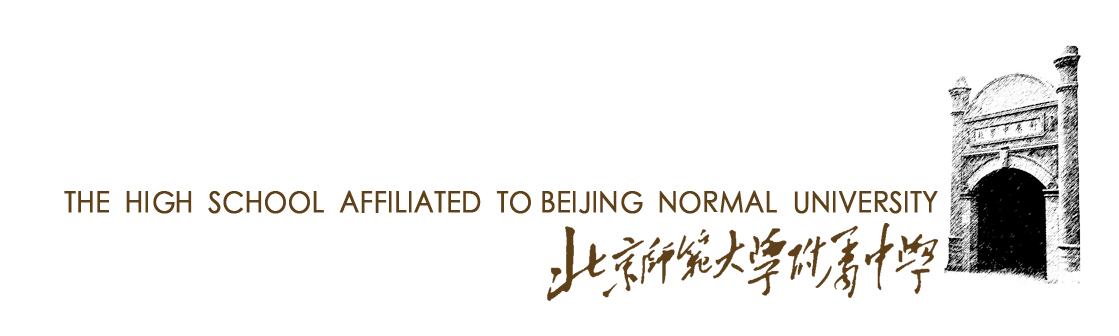 THE HIGH SCHOOL AFFILIATED TO BEIJING NORMAL UNIVERSITY
北京师范大学附属中学